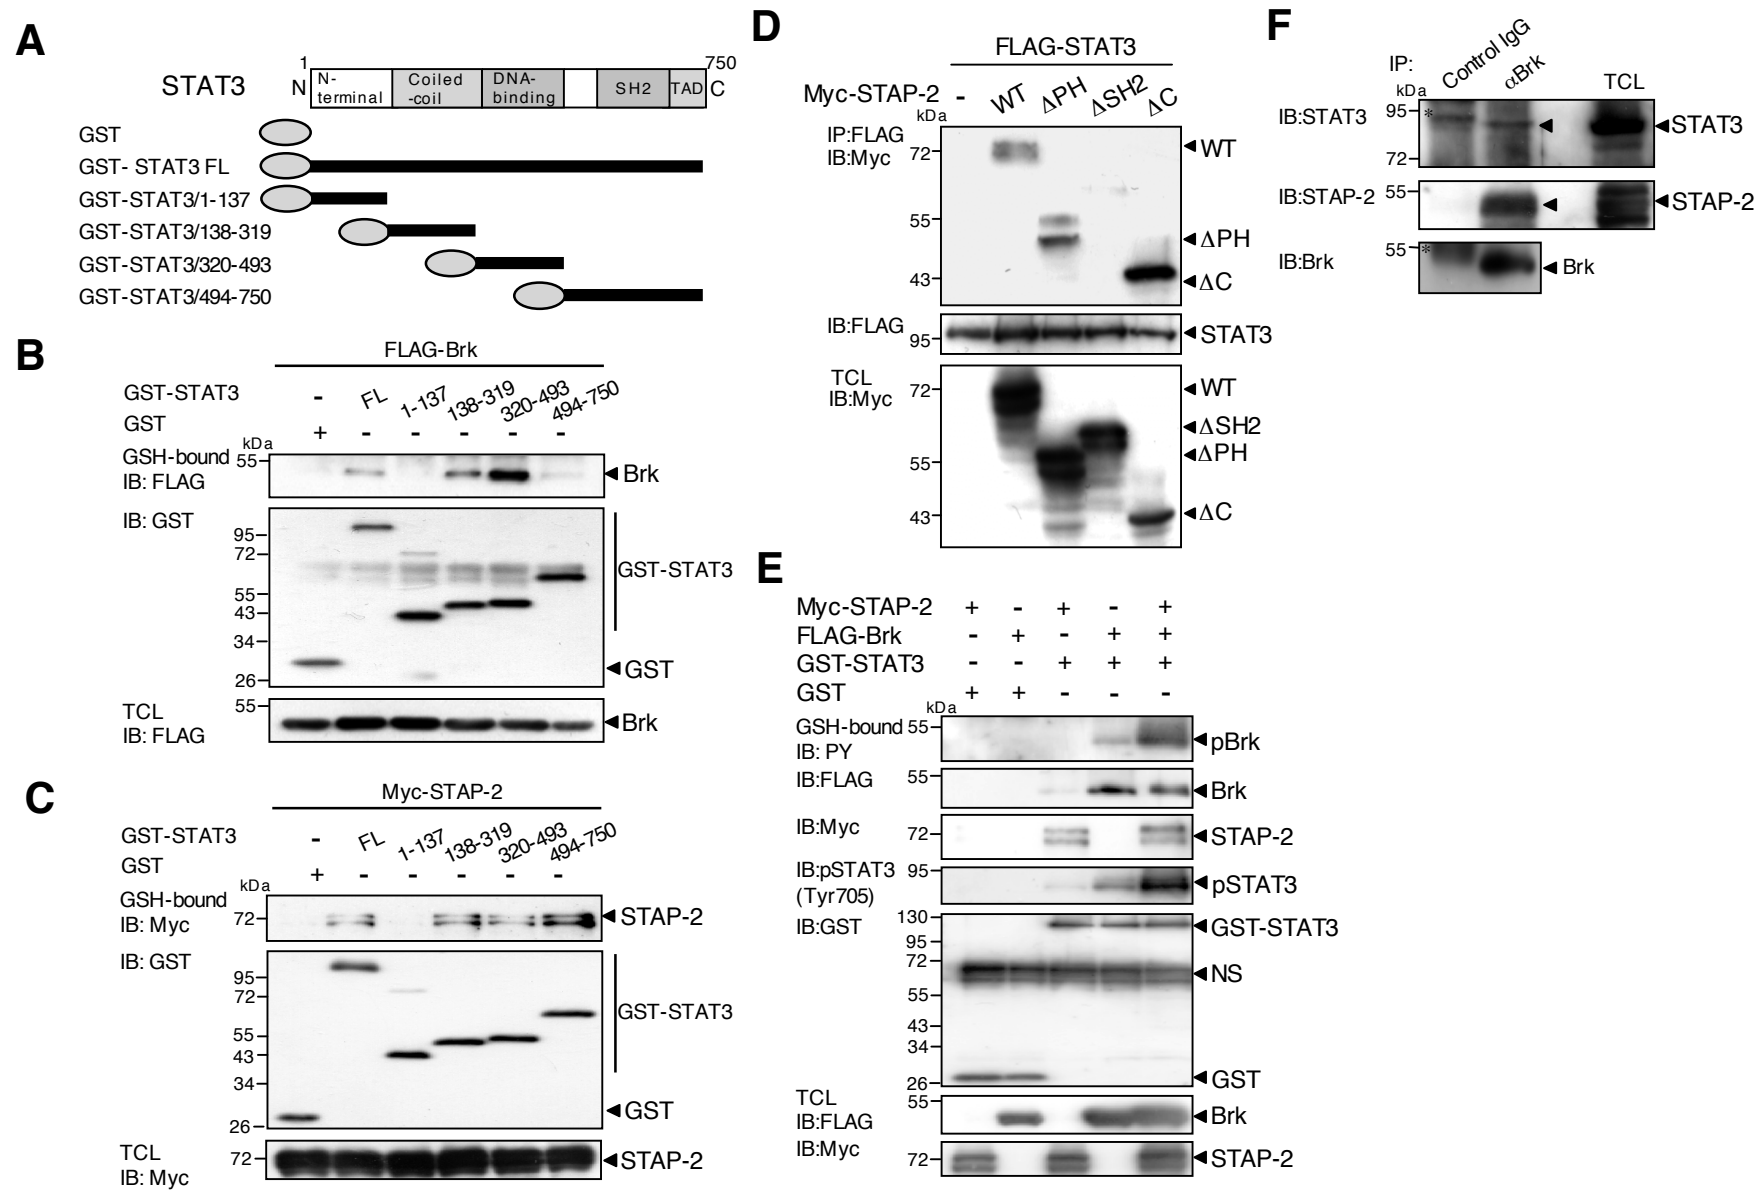 A
1
750
STAT3
N
N-
terminal
Coiled
-coil
DNA-
binding
SH2
TAD
C
GST
GST- STAT3 FL
GST-STAT3/1-137
GST-STAT3/138-319
GST-STAT3/320-493
GST-STAT3/494-750
B
FLAG-Brk
GST-STAT3 - FL 1-137 138-319 320-493 494-750
GST + - - - - -
kDa
GSH-bound
IB: FLAG
55
Brk
IB: GST
95
72
55
43
34
26
GST-STAT3
GST
TCL
IB: FLAG
55
Brk
C
Myc-STAP-2
GST-STAT3 - FL 1-137 138-319 320-493 494-750
GST + - - - - -
kDa
GSH-bound
IB: Myc
72
STAP-2
IB: GST
95
72
55
43
34
26
GST-STAT3
GST
TCL
IB: Myc
72
STAP-2
D
FLAG-STAT3
Myc-STAP-2 - WT ΔPH ΔSH2 ΔC
kDa
IP:FLAG
IB:Myc
72
55
43
WT
ΔPH
ΔC
IB:FLAG
95
STAT3
TCL
IB:Myc
72
55
43
WT
ΔSH2
ΔPH
ΔC
E
Myc-STAP-2 + - + - +
FLAG-Brk - + - + +
GST-STAT3 - - + + +
GST + + - - -
kDa
GSH-bound
IB: PY
55
pBrk
IB:FLAG
55
Brk
IB:Myc
72
STAP-2
IB:pSTAT3
(Tyr705)
95
pSTAT3
IB:GST
130
95
72
55
43
34
26
GST-STAT3
NS
GST
TCL
IB:FLAG
55
Brk
IB:Myc
72
STAP-2
F
IP: Control IgG αBrk TCL
kDa
IB:STAT3
95
72
*
STAT3
IB:STAP-2
55
STAP-2
IB:Brk
55
*
Brk